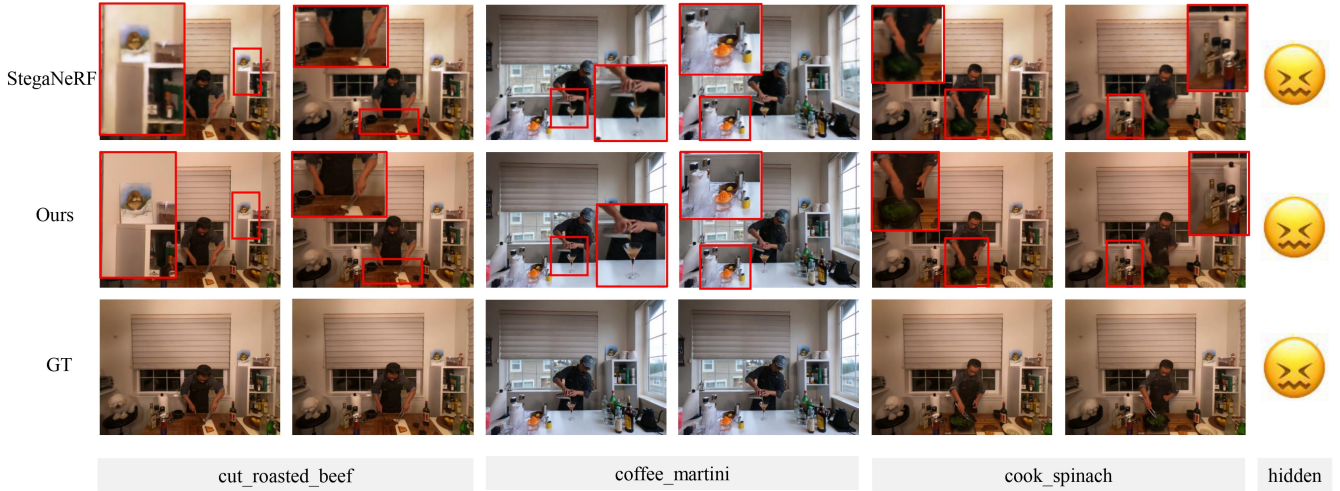 StegaNeRF
Ours
GT
cut_roasted_beef
coffee_martini
cook_spinach
hidden